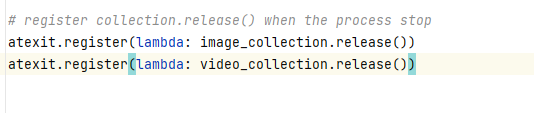 # register collection.release() when the process stop
atexit.register(lambda: image_collection.release())
atexit.register(lambda: video_collection.release())